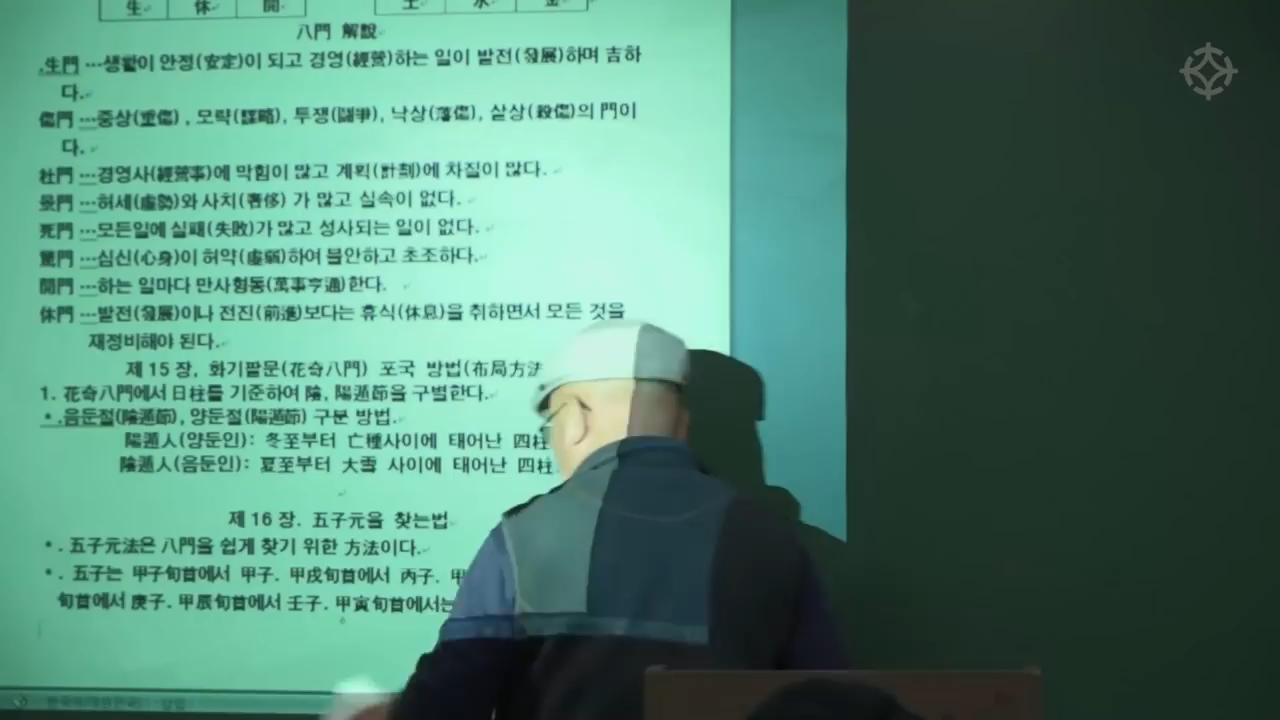 生 休 開 土 水 金
八門 解說
.生門 …생활이 안정(安定)이 되고 경영(經營)하는 일이 발전(發展)하며 吉하
다.
傷門 …중상(重傷) , 모략(謀略), 투쟁(鬪爭), 낙상(落傷), 살상(殺傷)의 門이
다.
杜門 …경영사(經營事)에 막힘이 많고 계획(計劃)에 차질이 많다.
景門 …허세(虛勢)와 사치(奢侈) 가 많고 실속이 없다.
死門 …모든일에 실패(失敗)가 많고 성사되는 일이 없다.
驚門 …심신(心身)이 허약(虛弱)하여 불안하고 초조하다.
開門 …하는 일마다 만사형통(萬事亨通)한다.
休門 …발전(發展)이나 전진(前進)보다는 휴식(休息)을 취하면서 모든 것을
재정비해야 된다.
제 15 장, 화기팔문(花奇八門) 포국 방법(布局方法
1. 花奇八門에서 日柱를 기준하여 陰, 陽遁節을 구별한다.
* .음둔절(陰遁節), 양둔절(陽遁節) 구분 방법.
陽遁人(양둔인): 冬至부터 亡種사이에 태어난 四柱
陰遁人(음둔인): 夏至부터 大雪 사이에 태어난 四柱
제 16 장. 五子元을 찾는법
* . 五子元法은 八門을 쉽게 찾기 위한 方法이다.
* . 五子는 甲子旬首에서 甲子. 甲戌旬首에서 丙子. 甲
旬首에서 庚子. 甲辰旬首에서 壬子. 甲寅旬首에서는